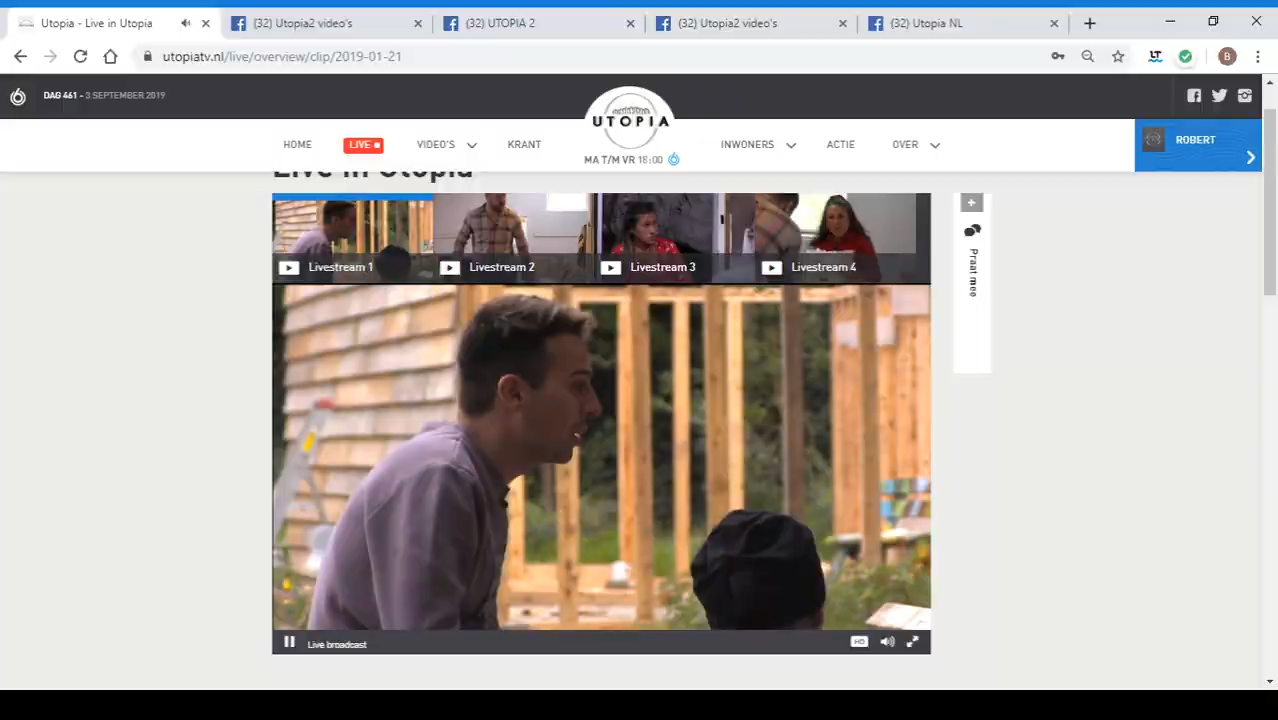 Utopia - Live in Utopia
(32) Utopia2 video's
(32) UTOPIA 2
(32) Utopia2 video's
(32) Utopia NL
utopiatv.nl/live/overview/clip/2019-01-21
LT
B
DAG 461 - 3 SEPTEMBER 2019
UTOPIA
HOME
LIVE
VIDEO'S
KRANT
MA T/M VR 18:00
INWONERS
ACTIE
OVER
ROBERT
Live in Utopia
Livestream 1
Livestream 2
Livestream 3
Livestream 4
Praat mee
Live broadcast
HD